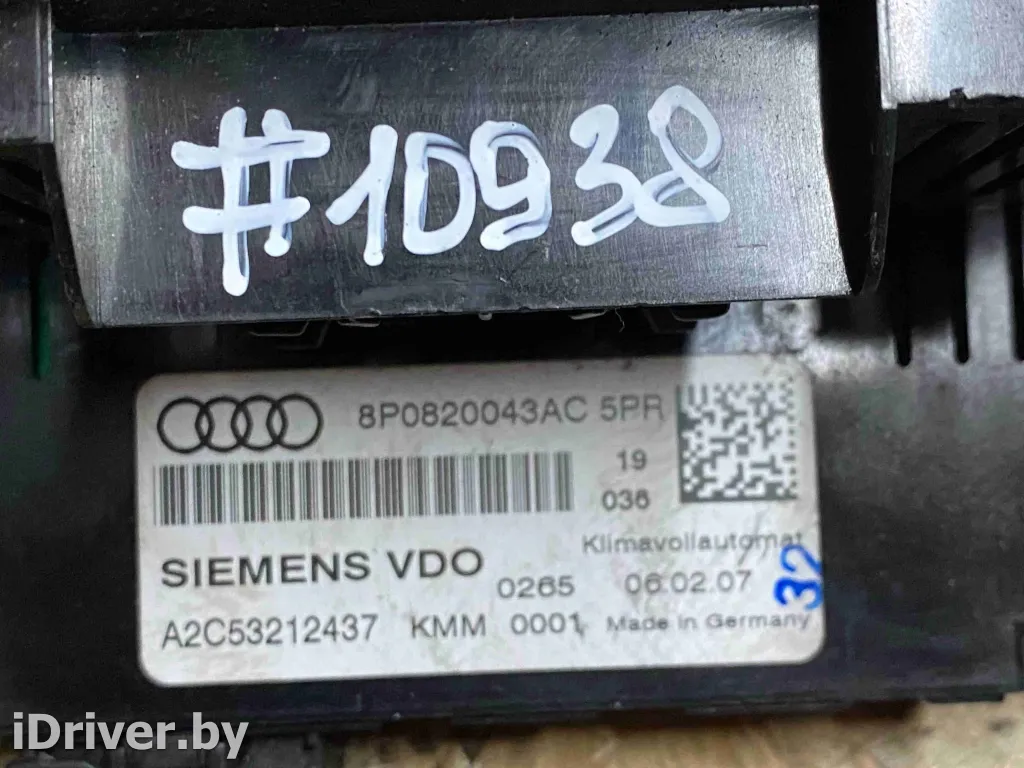 #10938
8P0820043AC 5PR
19
036
Klimavollautomat
SIEMENS VDO
0265 06.02.07
32
A2C53212437 KMM 0001 Made in Germany
iDriver.by